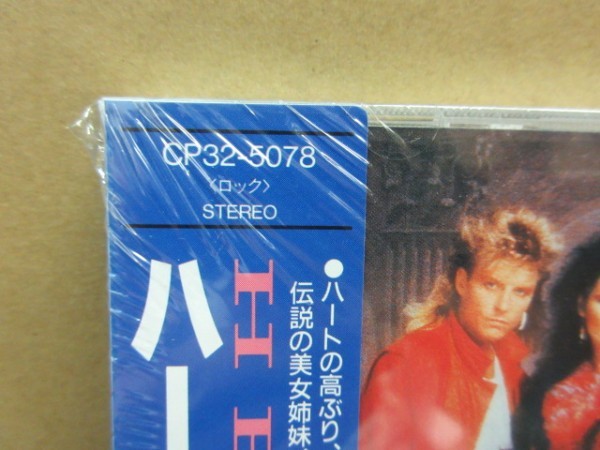 CP32-5078
〈ロック〉
STEREO
ハー
H
●ハートの高ぶり、
伝説の美女姉妹